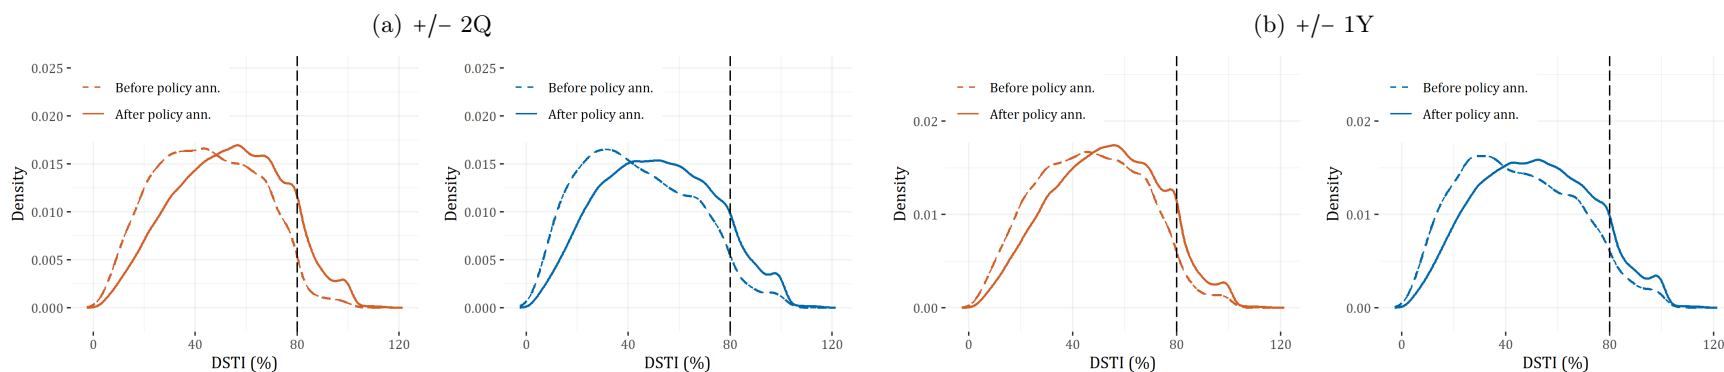 (a) +/− 2Q
(b) +/− 1Y
Density
0.025
0.020
0.015
0.010
0.005
0.000
Before policy ann.
After policy ann.
0 40 80 120
DSTI (%)
Density
0.025
0.020
0.015
0.010
0.005
0.000
Before policy ann.
After policy ann.
0 40 80 120
DSTI (%)
Density
0.02
0.01
0.00
Before policy ann.
After policy ann.
0 40 80 120
DSTI (%)
Density
0.02
0.01
0.00
Before policy ann.
After policy ann.
0 40 80 120
DSTI (%)